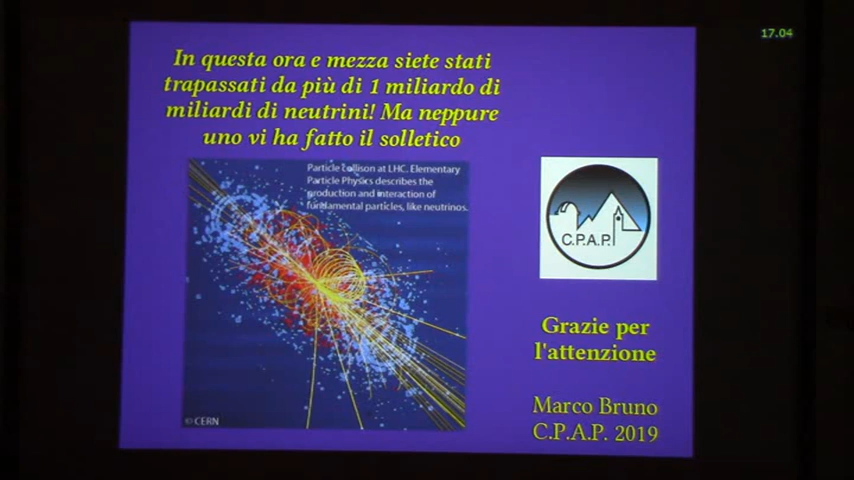 17.04
In questa ora e mezza siete stati
trapassati da più di 1 miliardo di
miliardi di neutrini! Ma neppure
uno vi ha fatto il solletico
Particle collison at LHC. Elementary
Particle Physics describes the
production and interaction of
fundamental particles, like neutrinos.
© CERN
C.P.A.P.
Grazie per
l'attenzione
Marco Bruno
C.P.A.P. 2019